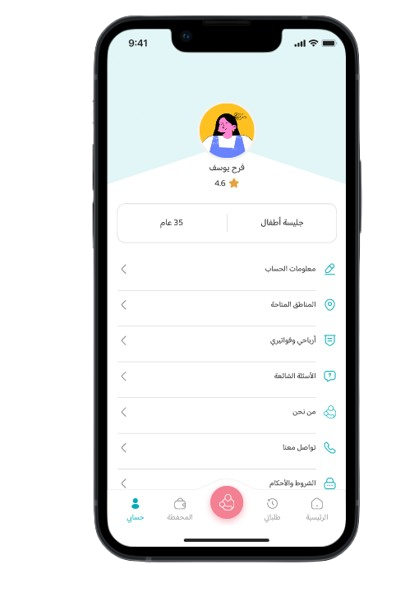 9:41
فرح يوسف
4.6
جليسة أطفال
35 عام
معلومات الحساب
المناطق المتاحة
أرباحي وفواتيري
الأسئلة الشائعة
من نحن
تواصل معنا
الشروط والأحكام
الرئيسية
طلباتي
المحفظة
حسابي